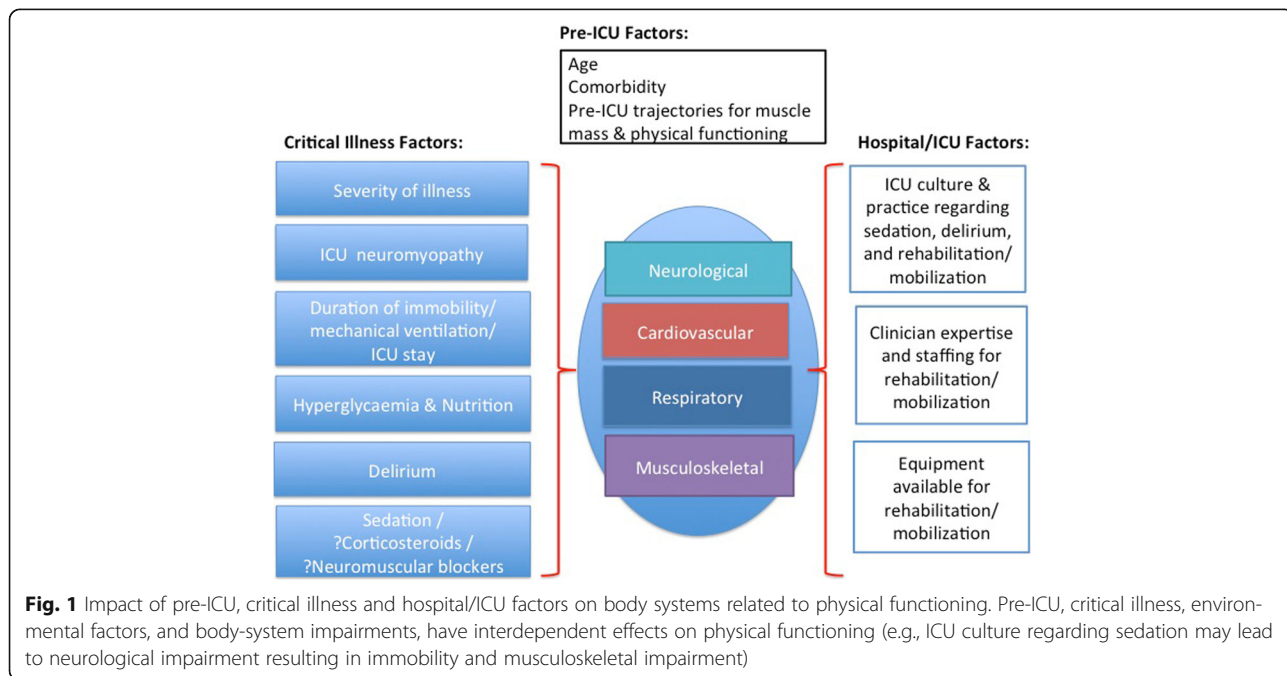 Pre-ICU Factors:
Age
Comorbidity
Pre-ICU trajectories for muscle
mass & physical functioning
Critical Illness Factors:
Severity of illness
ICU neuromyopathy
Duration of immobility/
mechanical ventilation/
ICU stay
Hyperglycaemia & Nutrition
Delirium
Sedation /
?Corticosteroids /
?Neuromuscular blockers
Neurological
Cardiovascular
Respiratory
Musculoskeletal
Hospital/ICU Factors:
ICU culture &
practice regarding
sedation, delirium,
and rehabilitation/
mobilization
Clinician expertise
and staffing for
rehabilitation/
mobilization
Equipment
available for
rehabilitation/
mobilization
Fig. 1 Impact of pre-ICU, critical illness and hospital/ICU factors on body systems related to physical functioning. Pre-ICU, critical illness, environ-
mental factors, and body-system impairments, have interdependent effects on physical functioning (e.g., ICU culture regarding sedation may lead
to neurological impairment resulting in immobility and musculoskeletal impairment)